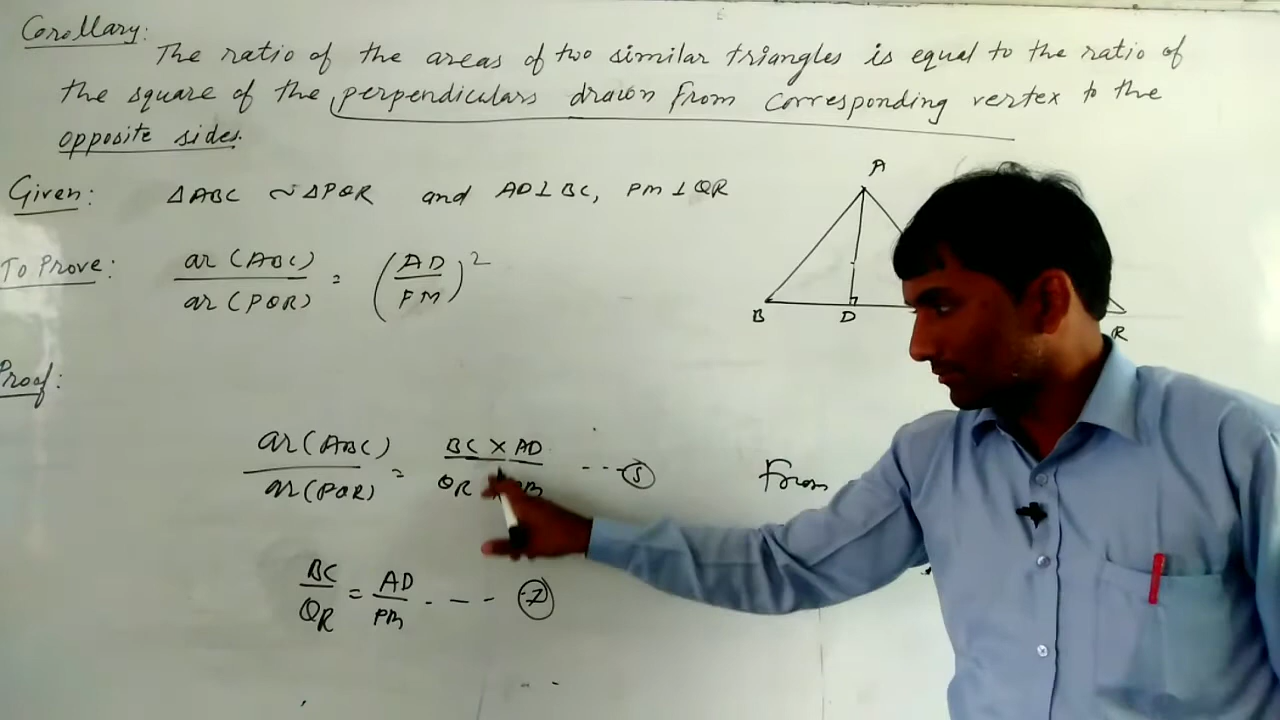 Corollary:
The ratio of the areas of two similar triangles is equal to the ratio of
the square of the perpendiculars drawn from corresponding vertex to the
opposite sides.
Given: △ABC ~ △PQR and AD⊥BC, PM⊥QR
To Prove: ar(ABC)/ar(PQR) = (AD/PM)²
Proof:
ar(ABC)/ar(PQR) = BC × AD/QR ---- (5)
BC/QR = AD/PM ---- (7)
From
A
B
D
R